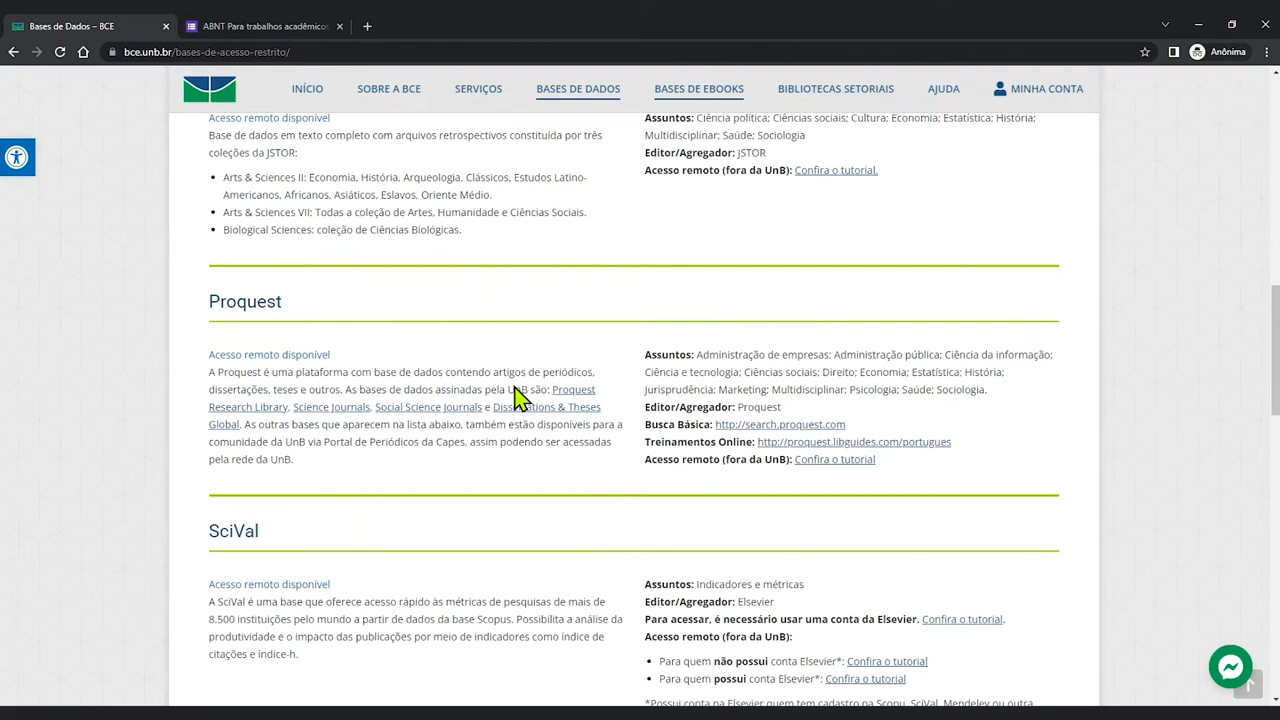 Bases de Dados – BCE
ABNT Para trabalhos acadêmicos
bce.unb.br/bases-de-acesso-restrito/
Anônima
INÍCIO
SOBRE A BCE
SERVIÇOS
BASES DE DADOS
BASES DE EBOOKS
BIBLIOTECAS SETORIAIS
AJUDA
MINHA CONTA
Acesso remoto disponível
Base de dados em texto completo com arquivos retrospectivos constituída por três
coleções da JSTOR:
Arts & Sciences II: Economia, História, Arqueologia, Clássicos, Estudos Latino-
Americanos, Africanos, Asiáticos, Eslavos, Oriente Médio.
Arts & Sciences VII: Todas a coleção de Artes, Humanidade e Ciências Sociais.
Biological Sciences: coleção de Ciências Biológicas.
Assuntos: Ciência política; Ciências sociais; Cultura; Economia; Estatística; História;
Multidisciplinar; Saúde; Sociologia
Editor/Agregador: JSTOR
Acesso remoto (fora da UnB): Confira o tutorial.
Proquest
Acesso remoto disponível
A Proquest é uma plataforma com base de dados contendo artigos de periódicos,
dissertações, teses e outros. As bases de dados assinadas pela UnB são: Proquest
Research Library, Science Journals, Social Science Journals e Dissertations & Theses
Global. As outras bases que aparecem na lista abaixo, também estão disponíveis para a
comunidade da UnB via Portal de Periódicos da Capes, assim podendo ser acessadas
pela rede da UnB.
Assuntos: Administração de empresas; Administração pública; Ciência da informação;
Ciência e tecnologia; Ciências sociais; Direito; Economia; Estatística; História;
Jurisprudência; Marketing; Multidisciplinar; Psicologia; Saúde; Sociologia.
Editor/Agregador: Proquest
Busca Básica: http://search.proquest.com
Treinamentos Online: http://proquest.libguides.com/portugues
Acesso remoto (fora da UnB): Confira o tutorial
SciVal
Acesso remoto disponível
A SciVal é uma base que oferece acesso rápido às métricas de pesquisas de mais de
8.500 instituições pelo mundo a partir de dados da base Scopus. Possibilita a análise da
produtividade e o impacto das publicações por meio de indicadores como índice de
citações e índice-h.
Assuntos: Indicadores e métricas
Editor/Agregador: Elsevier
Para acessar, é necessário usar uma conta da Elsevier. Confira o tutorial.
Acesso remoto (fora da UnB):
Para quem não possui conta Elsevier*: Confira o tutorial
Para quem possui conta Elsevier*: Confira o tutorial
*Possui conta na Elsevier quem tem cadastro na Scopu, SciVal, Mendeley ou outra